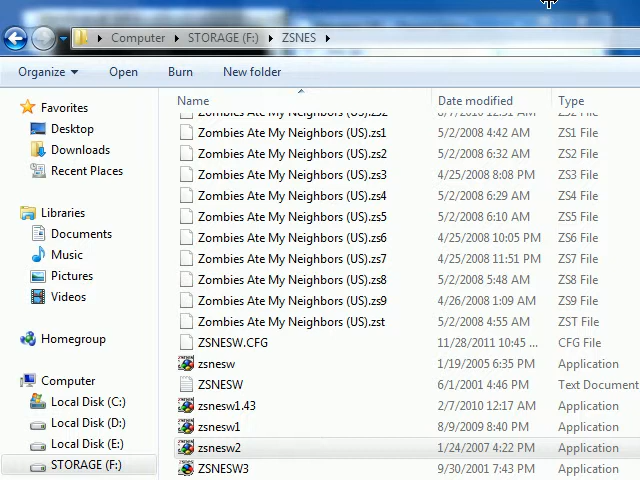 Computer STORAGE (F:) ZSNES
Organize Open Burn New folder
Name Date modified Type
Favorites
Desktop
Downloads
Recent Places
Libraries
Documents
Music
Pictures
Videos
Homegroup
Computer
Local Disk (C:)
Local Disk (D:)
Local Disk (E:)
STORAGE (F:)
Zombies Ate My Neighbors (US).zs1 5/2/2008 4:42 AM ZS1 File
Zombies Ate My Neighbors (US).zs2 5/2/2008 6:32 AM ZS2 File
Zombies Ate My Neighbors (US).zs3 4/25/2008 8:08 PM ZS3 File
Zombies Ate My Neighbors (US).zs4 5/2/2008 6:29 AM ZS4 File
Zombies Ate My Neighbors (US).zs5 5/2/2008 6:10 AM ZS5 File
Zombies Ate My Neighbors (US).zs6 4/25/2008 10:05 PM ZS6 File
Zombies Ate My Neighbors (US).zs7 4/25/2008 11:51 PM ZS7 File
Zombies Ate My Neighbors (US).zs8 5/2/2008 5:48 AM ZS8 File
Zombies Ate My Neighbors (US).zs9 4/26/2008 1:09 AM ZS9 File
Zombies Ate My Neighbors (US).zst 5/2/2008 4:55 AM ZST File
ZSNESW.CFG 11/28/2011 10:45 ... CFG File
zsnesw 1/19/2005 6:35 PM Application
ZSNESW 6/1/2001 4:46 PM Text Document
zsnesw1.43 2/7/2010 12:17 AM Application
zsnesw1 8/9/2009 8:40 PM Application
zsnesw2 1/24/2007 4:22 PM Application
ZSNESW3 9/30/2001 7:43 PM Application